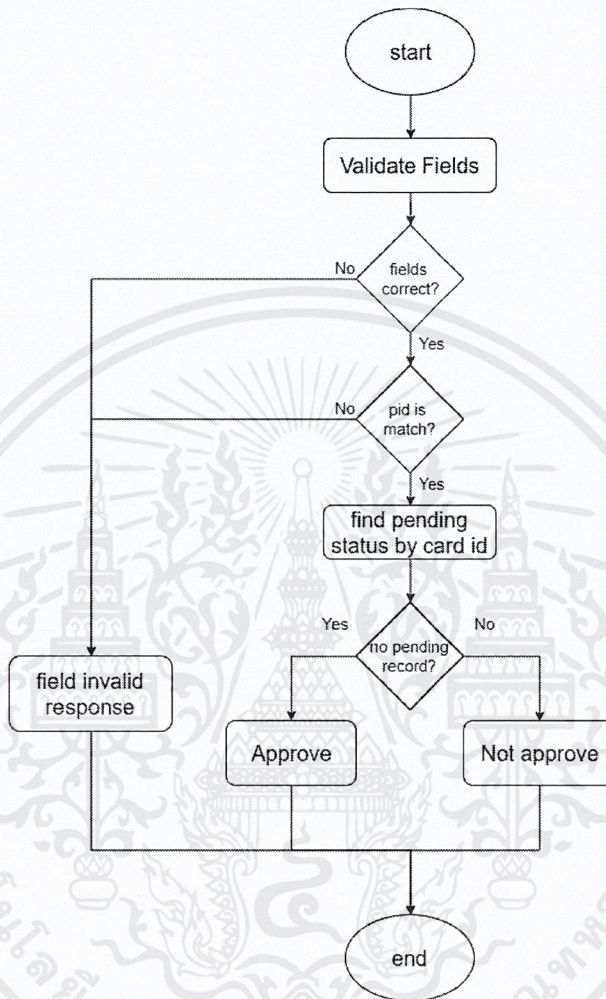 start
Validate Fields
No
fields
correct?
Yes
No
pid is
match?
Yes
find pending
status by card id
Yes
No
no pending
record?
field invalid
response
Approve
Not approve
end